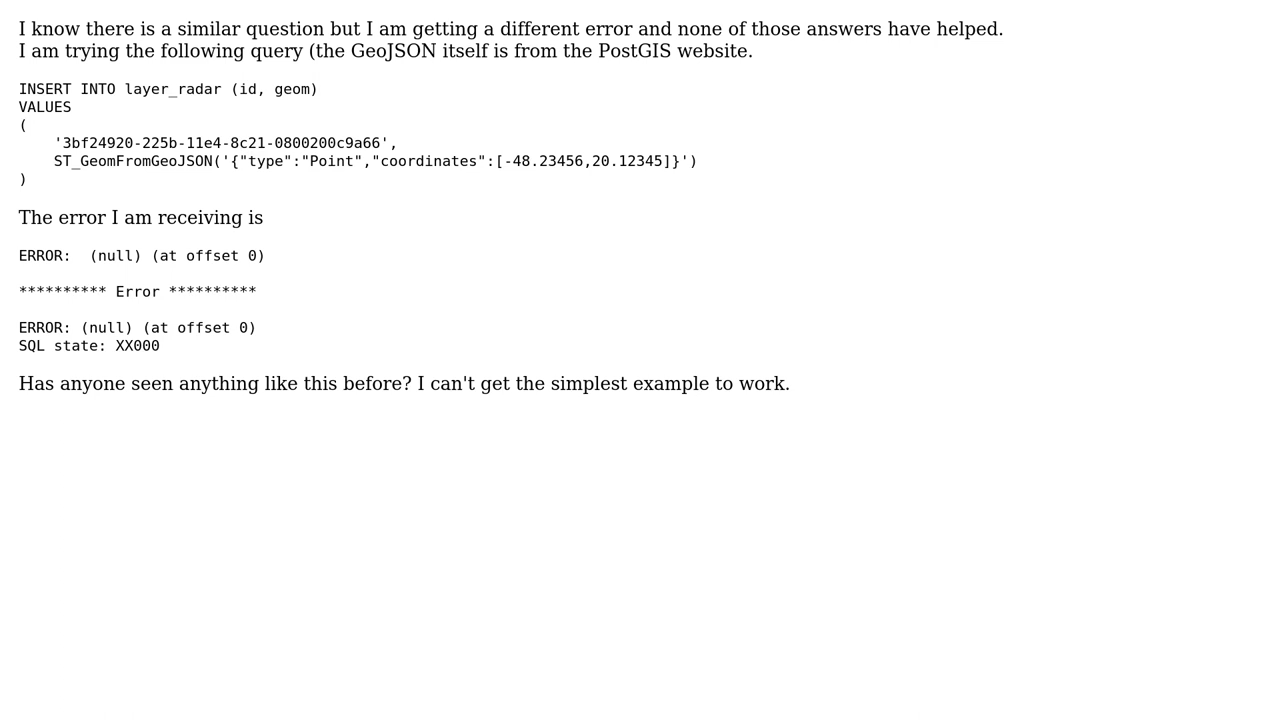 I know there is a similar question but I am getting a different error and none of those answers have helped.
I am trying the following query (the GeoJSON itself is from the PostGIS website.
INSERT INTO layer_radar (id, geom)
VALUES
(
    '3bf24920-225b-11e4-8c21-0800200c9a66',
    ST_GeomFromGeoJSON('{"type":"Point","coordinates":[-48.23456,20.12345]}')
)
The error I am receiving is
ERROR:  (null) (at offset 0)
********** Error **********
ERROR: (null) (at offset 0)
SQL state: XX000
Has anyone seen anything like this before? I can't get the simplest example to work.